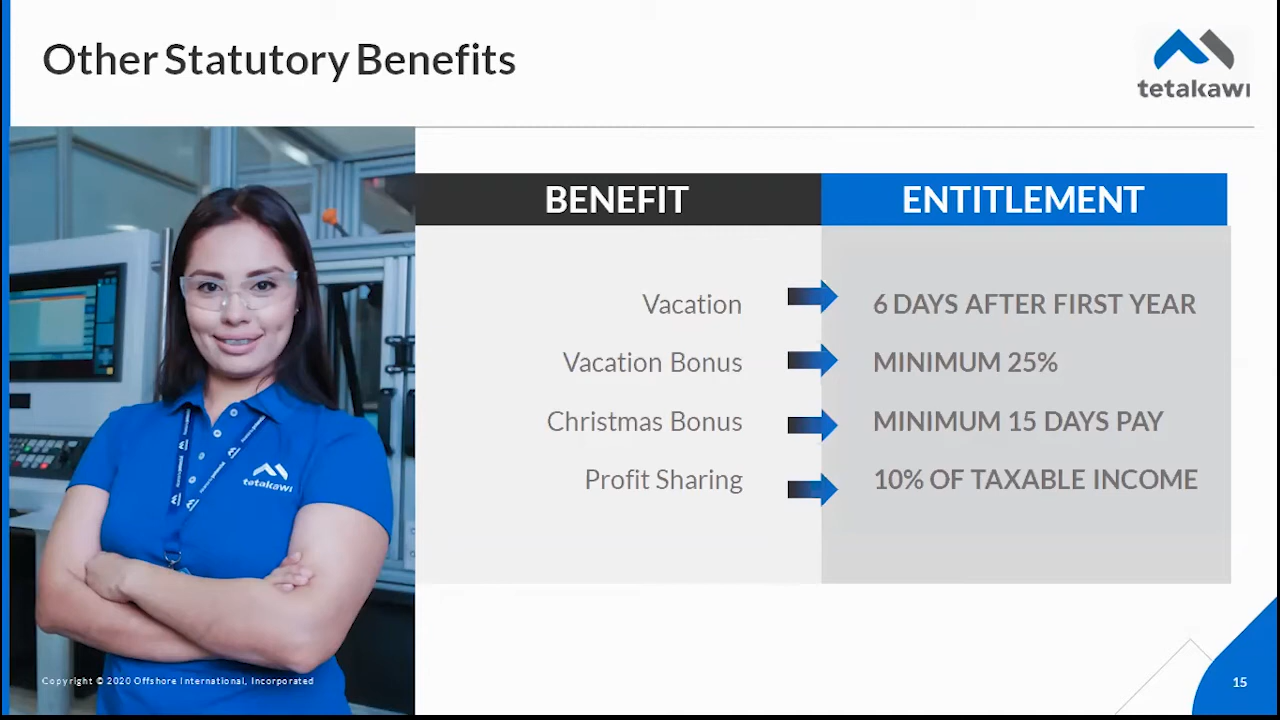 Other Statutory Benefits
tetakawi
BENEFIT
ENTITLEMENT
Vacation
6 DAYS AFTER FIRST YEAR
Vacation Bonus
MINIMUM 25%
Christmas Bonus
MINIMUM 15 DAYS PAY
Profit Sharing
10% OF TAXABLE INCOME
tetakawi
Copyright © 2020 Offshore International, Incorporated
15